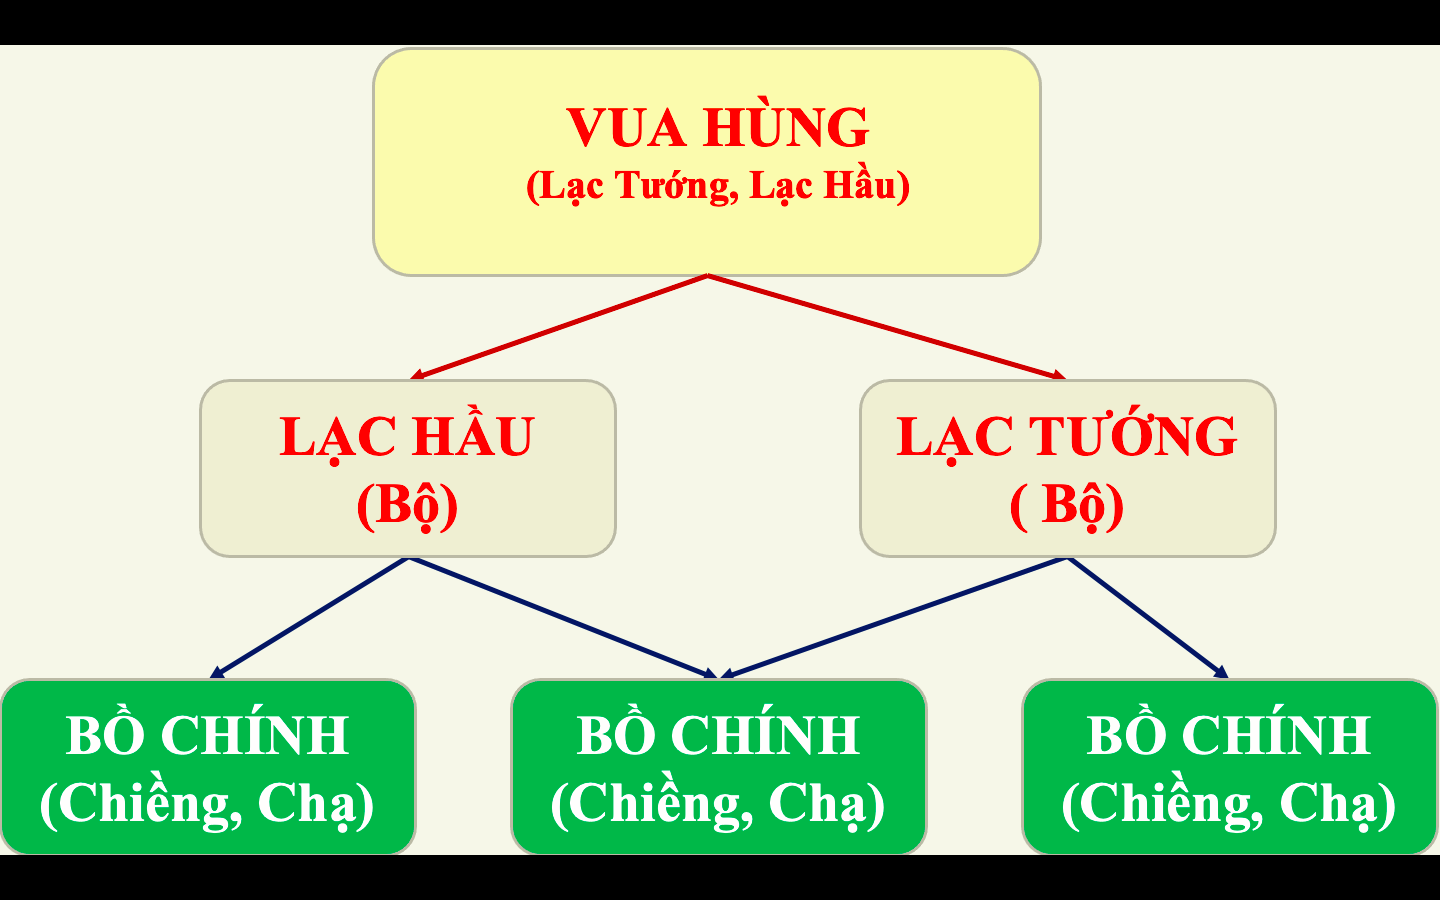 VUA HÙNG
(Lạc Tướng, Lạc Hầu)
LẠC HẦU
(Bộ)
LẠC TƯỚNG
( Bộ)
BỒ CHÍNH
(Chiềng, Chạ)
BỒ CHÍNH
(Chiềng, Chạ)
BỒ CHÍNH
(Chiềng, Chạ)